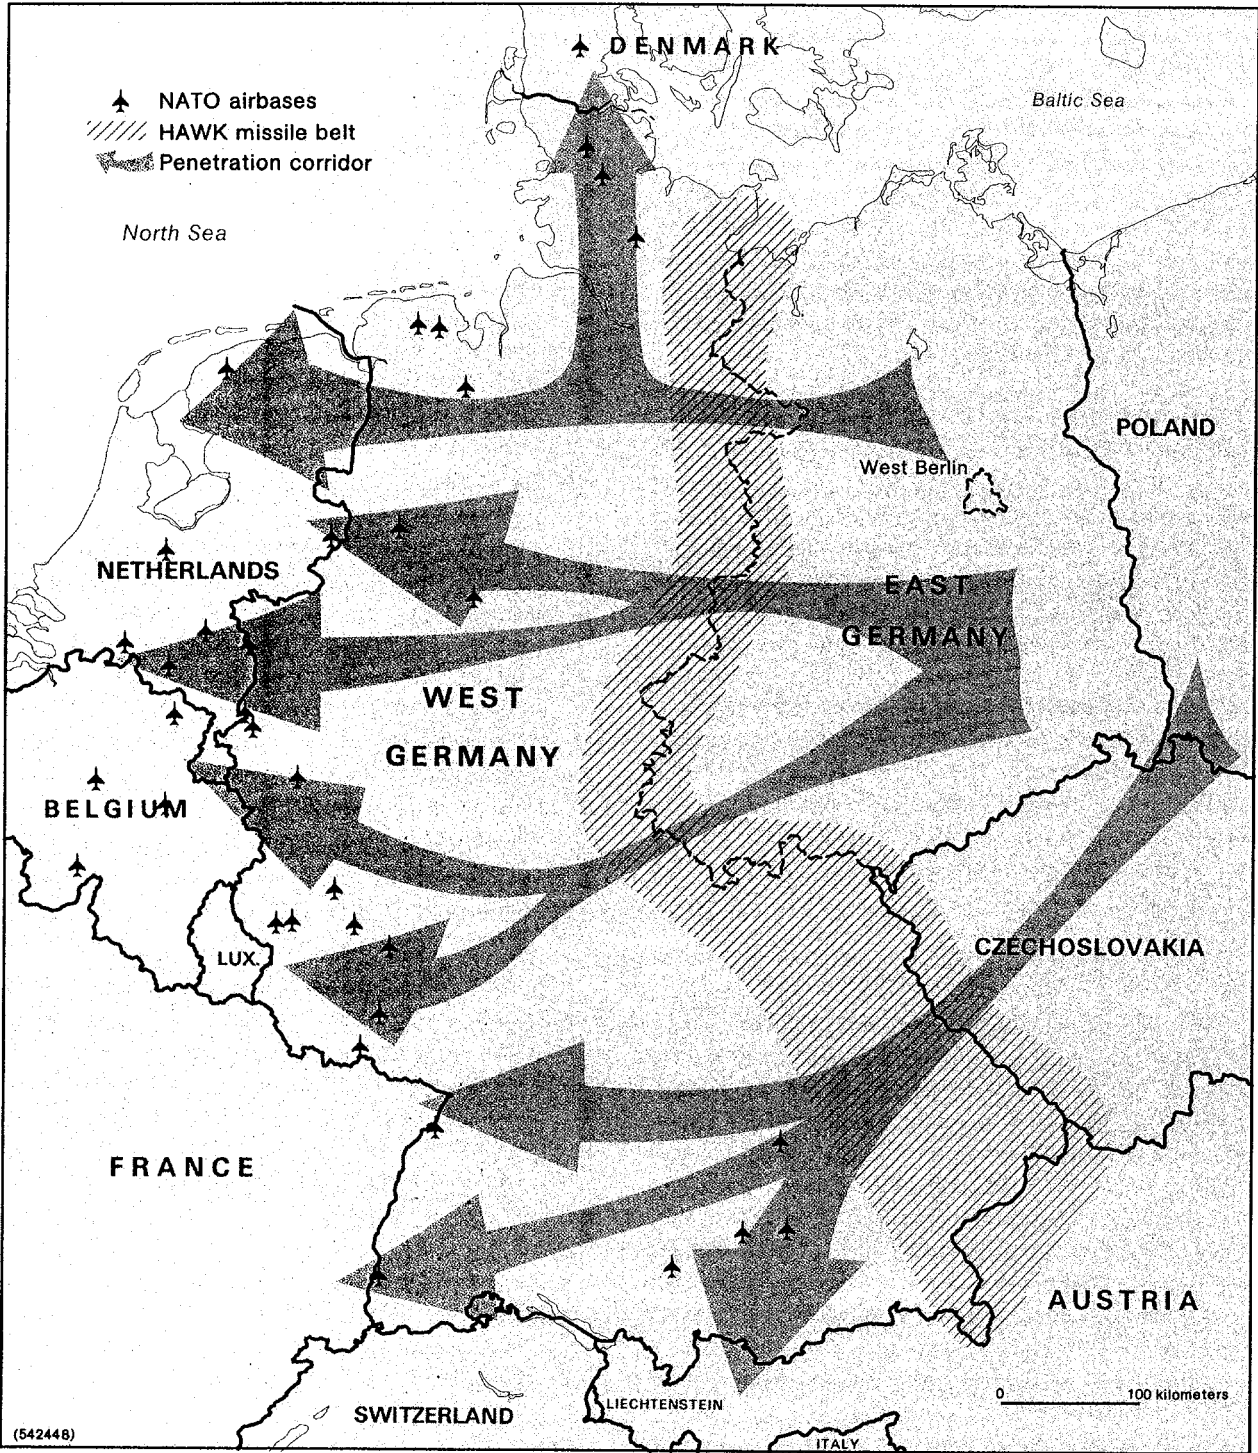 DENMARK
NATO airbases
HAWK missile belt
Penetration corridor
Baltic Sea
North Sea
POLAND
West Berlin
NETHERLANDS
EAST
GERMANY
WEST
GERMANY
BELGIUM
LUX.
CZECHOSLOVAKIA
FRANCE
AUSTRIA
0 100 kilometers
SWITZERLAND
LIECHTENSTEIN
ITALY
(542448)